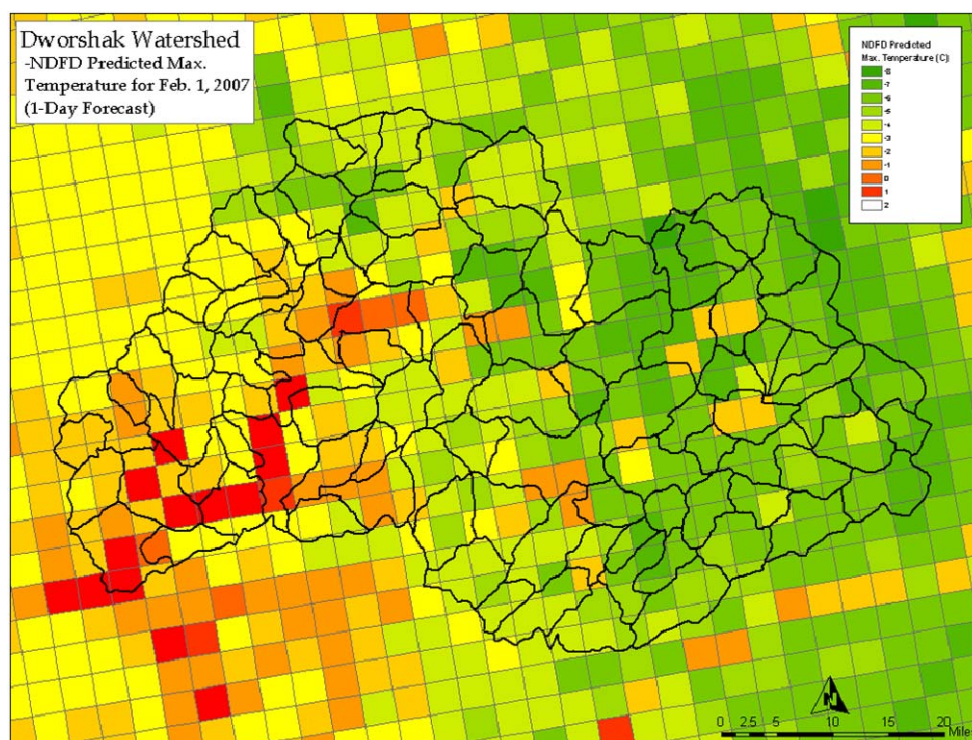 Dworshak Watershed
-NDFD Predicted Max.
Temperature for Feb. 1, 2007
(1-Day Forecast)
NDFD Predicted
Max. Temperature (C)
-8
-7
-6
-5
-4
-3
-2
-1
0
1
2
N
0 2.5 5 10 15 20
Miles